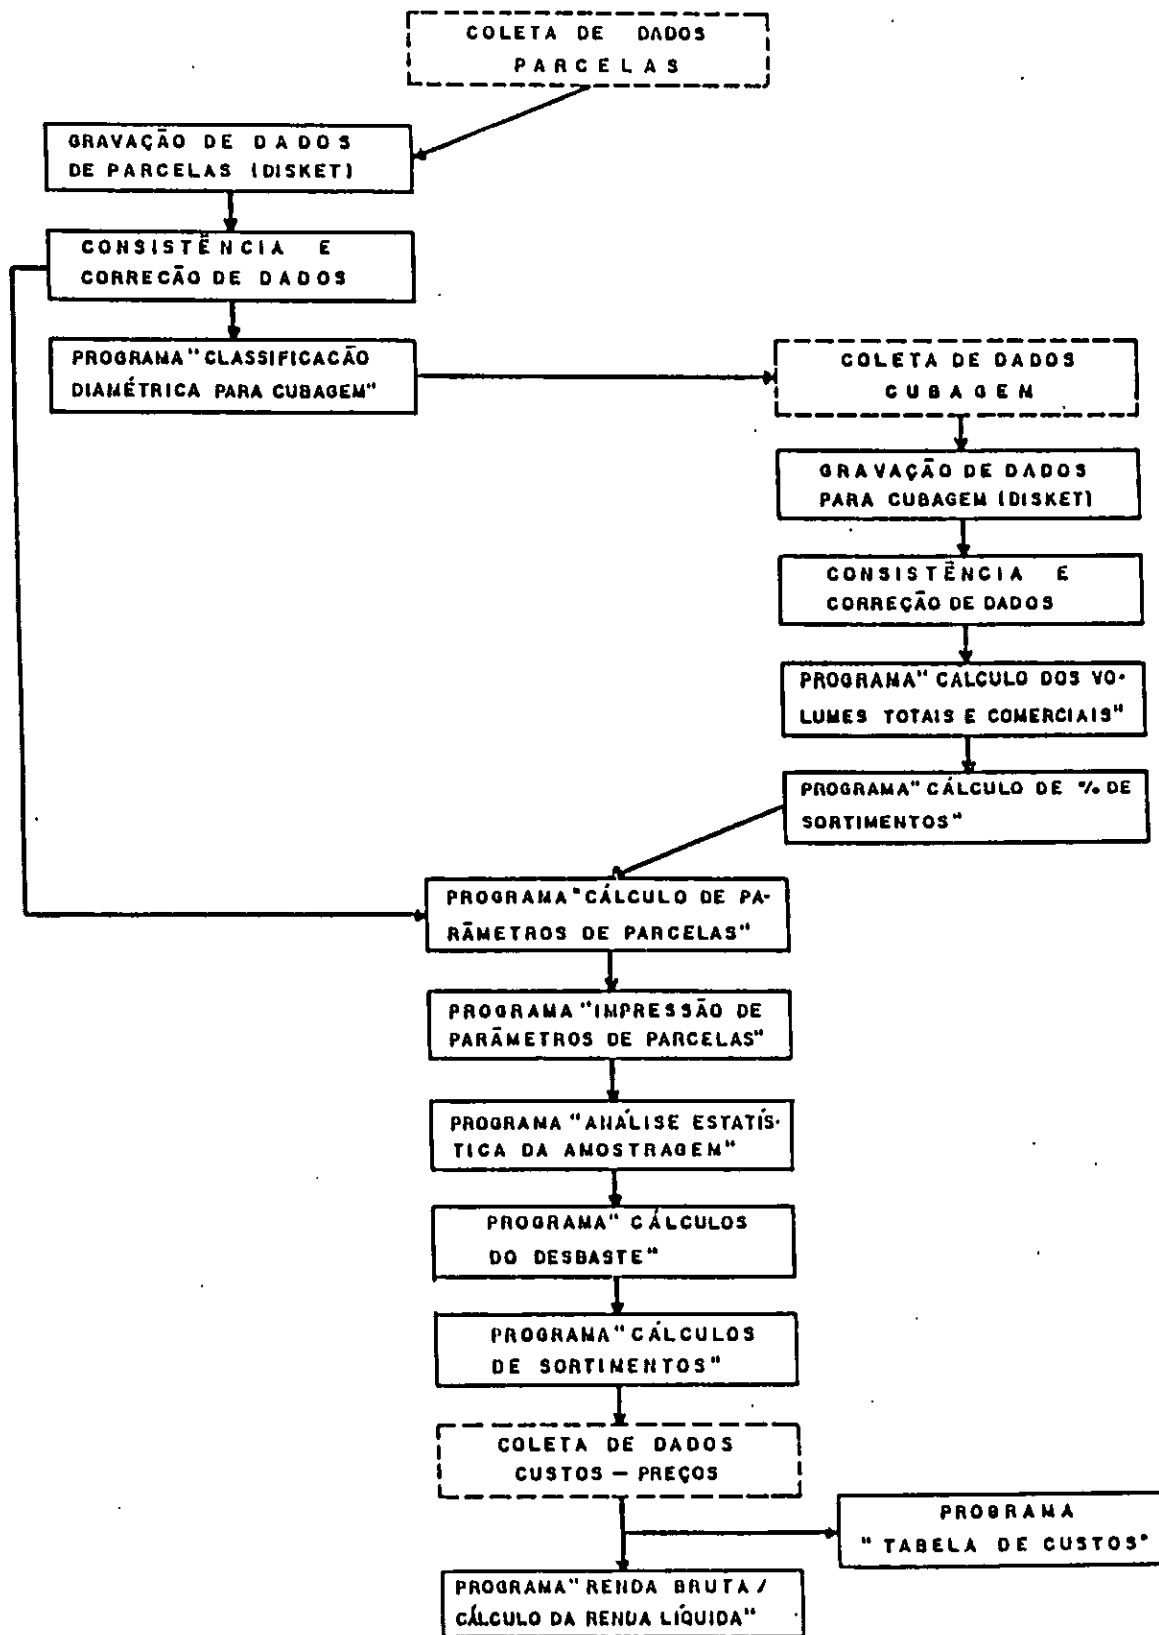 COLETA DE DADOS
PARCELAS
GRAVAÇÃO DE DADOS
DE PARCELAS (DISKET)
CONSISTÊNCIA E
CORRECÃO DE DADOS
PROGRAMA "CLASSIFICACÃO
DIAMÉTRICA PARA CUBAGEM"
COLETA DE DADOS
CUBAGEM
GRAVAÇÃO DE DADOS
PARA CUBAGEM (DISKET)
CONSISTÊNCIA E
CORREÇÃO DE DADOS
PROGRAMA "CALCULO DOS VO-
LUMES TOTAIS E COMERCIAIS"
PROGRAMA "CÁLCULO DE % DE
SORTIMENTOS"
PROGRAMA "CÁLCULO DE PA-
RÂMETROS DE PARCELAS"
PROGRAMA "IMPRESSÃO DE
PARÂMETROS DE PARCELAS"
PROGRAMA "ANÁLISE ESTATÍS-
TICA DA AMOSTRAGEM"
PROGRAMA "CÁLCULOS
DO DESBASTE"
PROGRAMA "CÁLCULOS
DE SORTIMENTOS"
COLETA DE DADOS
CUSTOS — PREÇOS
PROGRAMA
"TABELA DE CUSTOS"
PROGRAMA "RENDA BRUTA /
CÁLCULO DA RENDA LÍQUIDA"